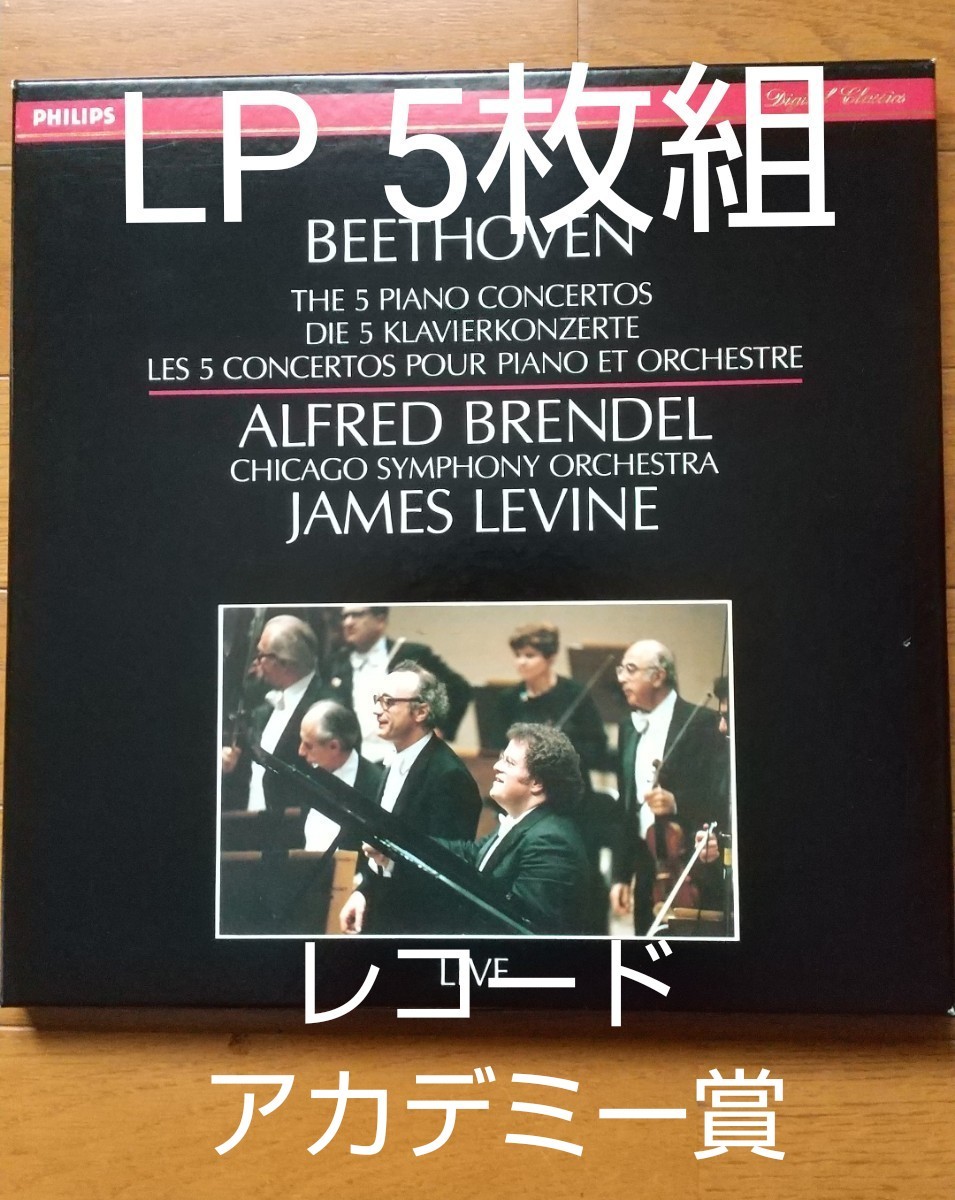 PHILIPS
Digital Classics
LP 5枚組
BEETHOVEN
THE 5 PIANO CONCERTOS
DIE 5 KLAVIERKONZERTE
LES 5 CONCERTOS POUR PIANO ET ORCHESTRE
ALFRED BRENDEL
CHICAGO SYMPHONY ORCHESTRA
JAMES LEVINE
LIVE
レコード
アカデミー賞